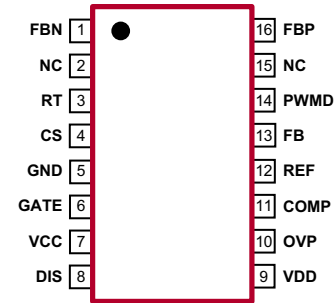 FBN 1 16 FBP
NC 2 15 NC
RT 3 14 PWMD
CS 4 13 FB
GND 5 12 REF
GATE 6 11 COMP
VCC 7 10 OVP
DIS 8 9 VDD